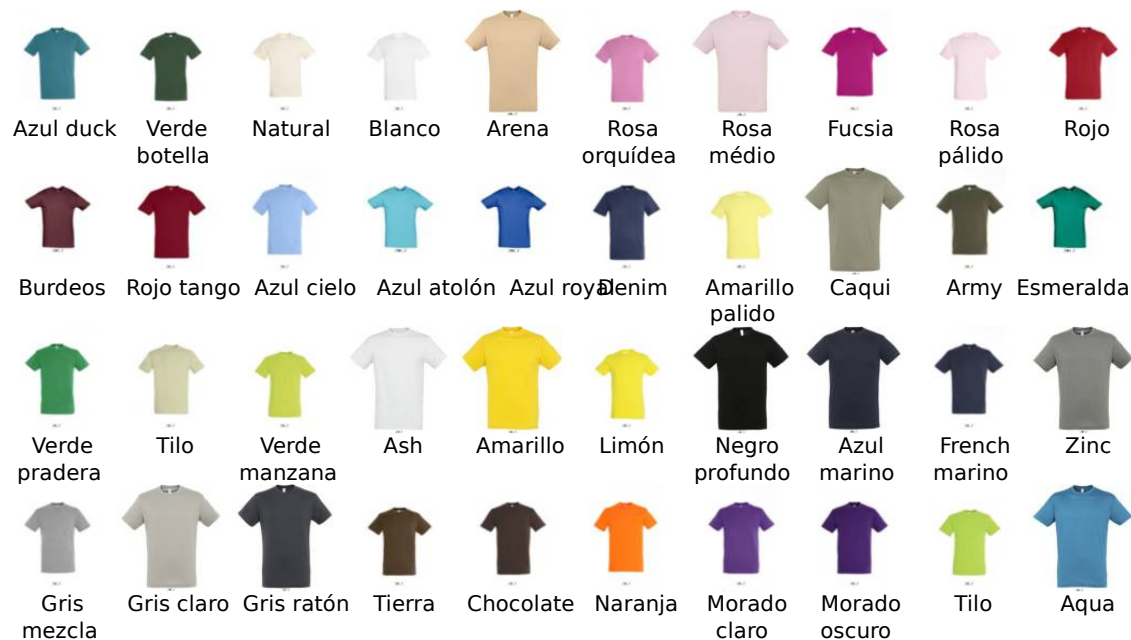 Azul duck
Verde
botella
Natural
Blanco
Arena
Rosa
orquídea
Rosa
médio
Fucsia
Rosa
pálido
Rojo
Burdeos
Rojo tango
Azul cielo
Azul atolón
Azul royal
Denim
Amarillo
palido
Caqui
Army
Esmeralda
Verde
pradera
Tilo
Verde
manzana
Ash
Amarillo
Limón
Negro
profundo
Azul
marino
French
marino
Zinc
Gris
mezcla
Gris claro
Gris ratón
Tierra
Chocolate
Naranja
Morado
claro
Morado
oscuro
Tilo
Aqua